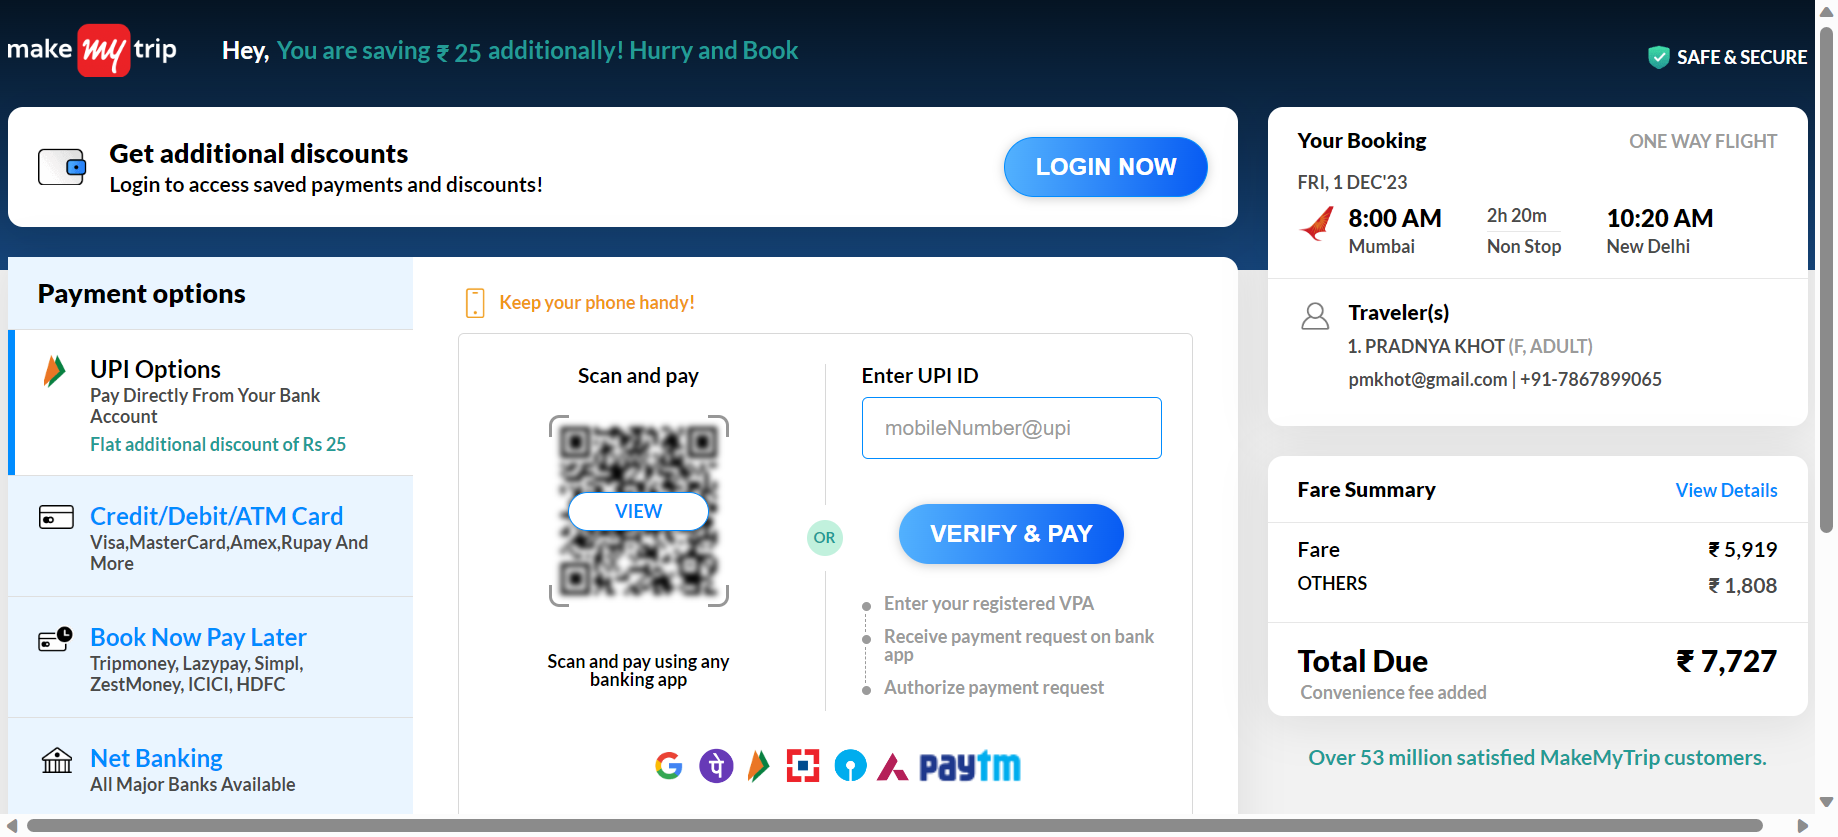 make my trip
Hey, You are saving ₹ 25 additionally! Hurry and Book
SAFE & SECURE
Get additional discounts
Login to access saved payments and discounts!
LOGIN NOW
Payment options
UPI Options
Pay Directly From Your Bank
Account
Flat additional discount of Rs 25
Credit/Debit/ATM Card
Visa,MasterCard,Amex,Rupay And
More
Book Now Pay Later
Tripmoney, Lazypay, Simpl,
ZestMoney, ICICI, HDFC
Net Banking
All Major Banks Available
Keep your phone handy!
Scan and pay
VIEW
Scan and pay using any
banking app
OR
Enter UPI ID
mobileNumber@upi
VERIFY & PAY
Enter your registered VPA
Receive payment request on bank
app
Authorize payment request
G पे paytm
Your Booking
ONE WAY FLIGHT
FRI, 1 DEC'23
8:00 AM 2h 20m 10:20 AM
Mumbai Non Stop New Delhi
Traveler(s)
1. PRADNYA KHOT (F, ADULT)
pmkhot@gmail.com | +91-7867899065
Fare Summary View Details
Fare ₹ 5,919
OTHERS ₹ 1,808
Total Due ₹ 7,727
Convenience fee added
Over 53 million satisfied MakeMyTrip customers.